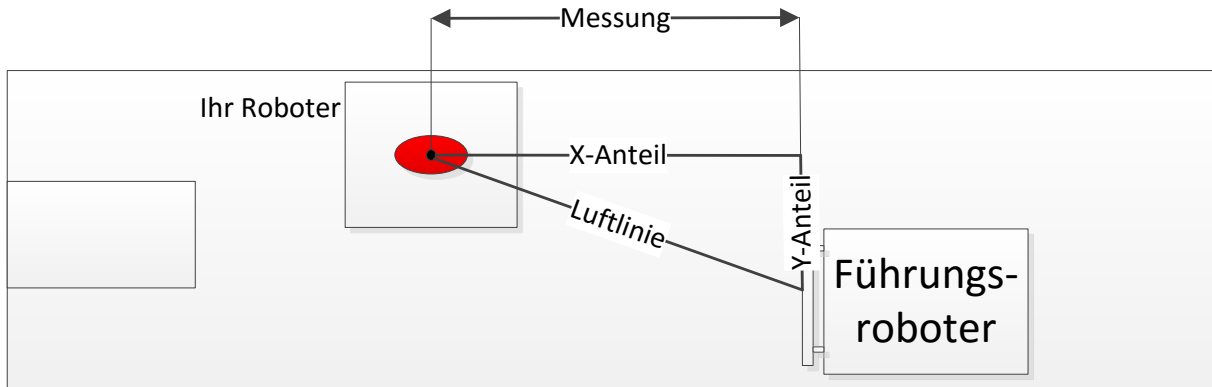 Messung
Ihr Roboter
X-Anteil
Luftlinie
Y-Anteil
Führungs-
roboter